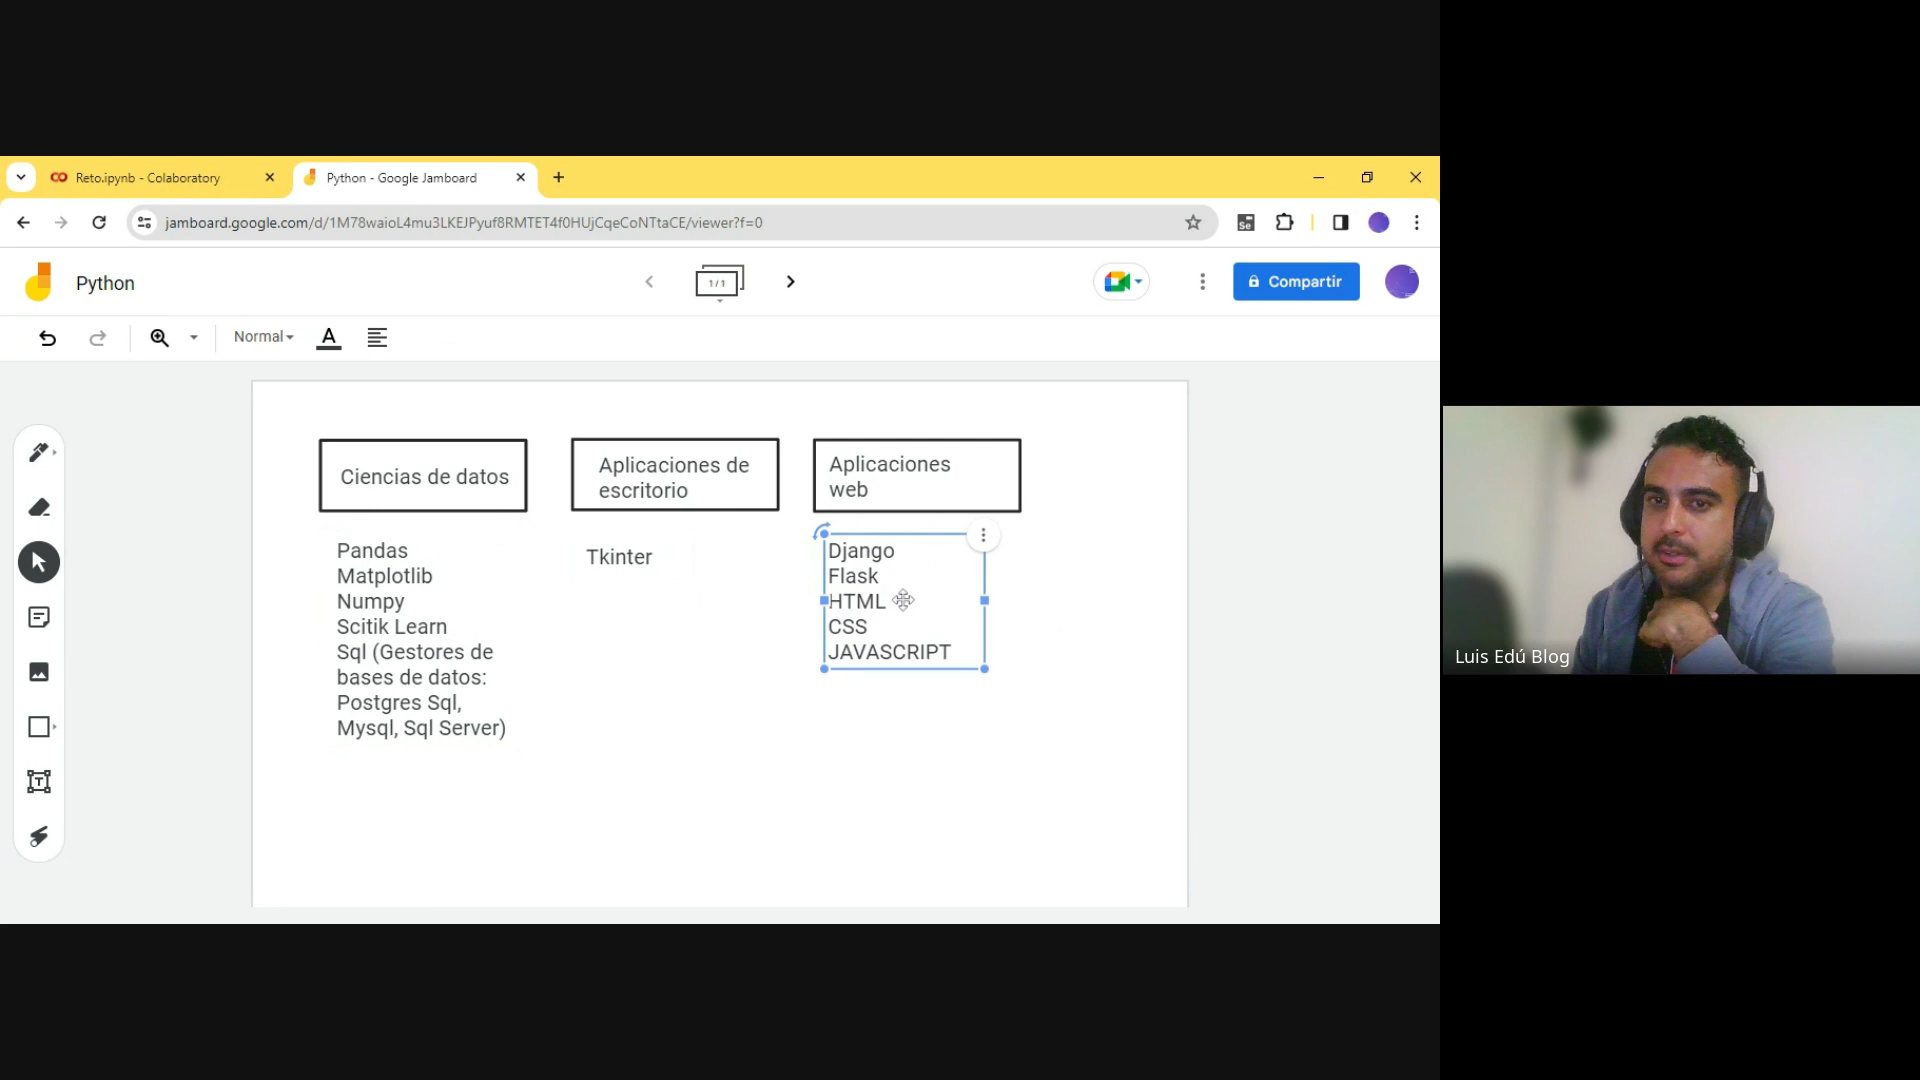 Reto.ipynb - Colaboratory
Python - Google Jamboard
jamboard.google.com/d/1M78waioL4mu3LKEJPyuf8RMTET4f0HUjCqeCoNTtaCE/viewer?f=0
Se
Python
1/1
Compartir
Normal
A
Ciencias de datos
Aplicaciones de
escritorio
Aplicaciones
web
Pandas
Matplotlib
Numpy
Scitik Learn
Sql (Gestores de
bases de datos:
Postgres Sql,
Mysql, Sql Server)
Tkinter
Django
Flask
HTML
CSS
JAVASCRIPT
Luis Edú Blog